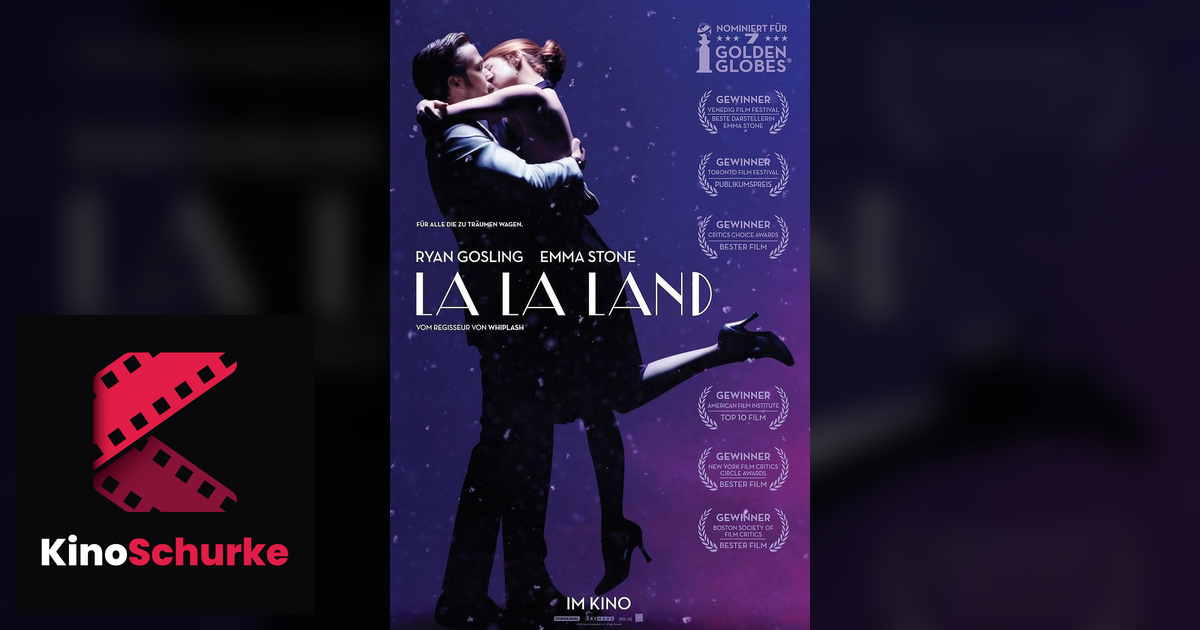 NOMINIERT FÜR
7
GOLDEN
GLOBES®
GEWINNER
VENEDIG FILM FESTIVAL
BESTE DARSTELLERIN
EMMA STONE
GEWINNER
TORONTO FILM FESTIVAL
PUBLIKUMSPREIS
GEWINNER
CRITICS CHOICE AWARDS
BESTER FILM
FÜR ALLE DIE ZU TRÄUMEN WAGEN.
RYAN GOSLING EMMA STONE
LA LA LAND
VOM REGISSEUR VON WHIPLASH
GEWINNER
AMERICAN FILM INSTITUTE
TOP 10 FILM
GEWINNER
NEW YORK FILM CRITICS
CIRCLE AWARDS
BESTER FILM
GEWINNER
BOSTON SOCIETY OF
FILM CRITICS
BESTER FILM
IM KINO
STUDIOCANAL ARTHAUS
KinoSchurke